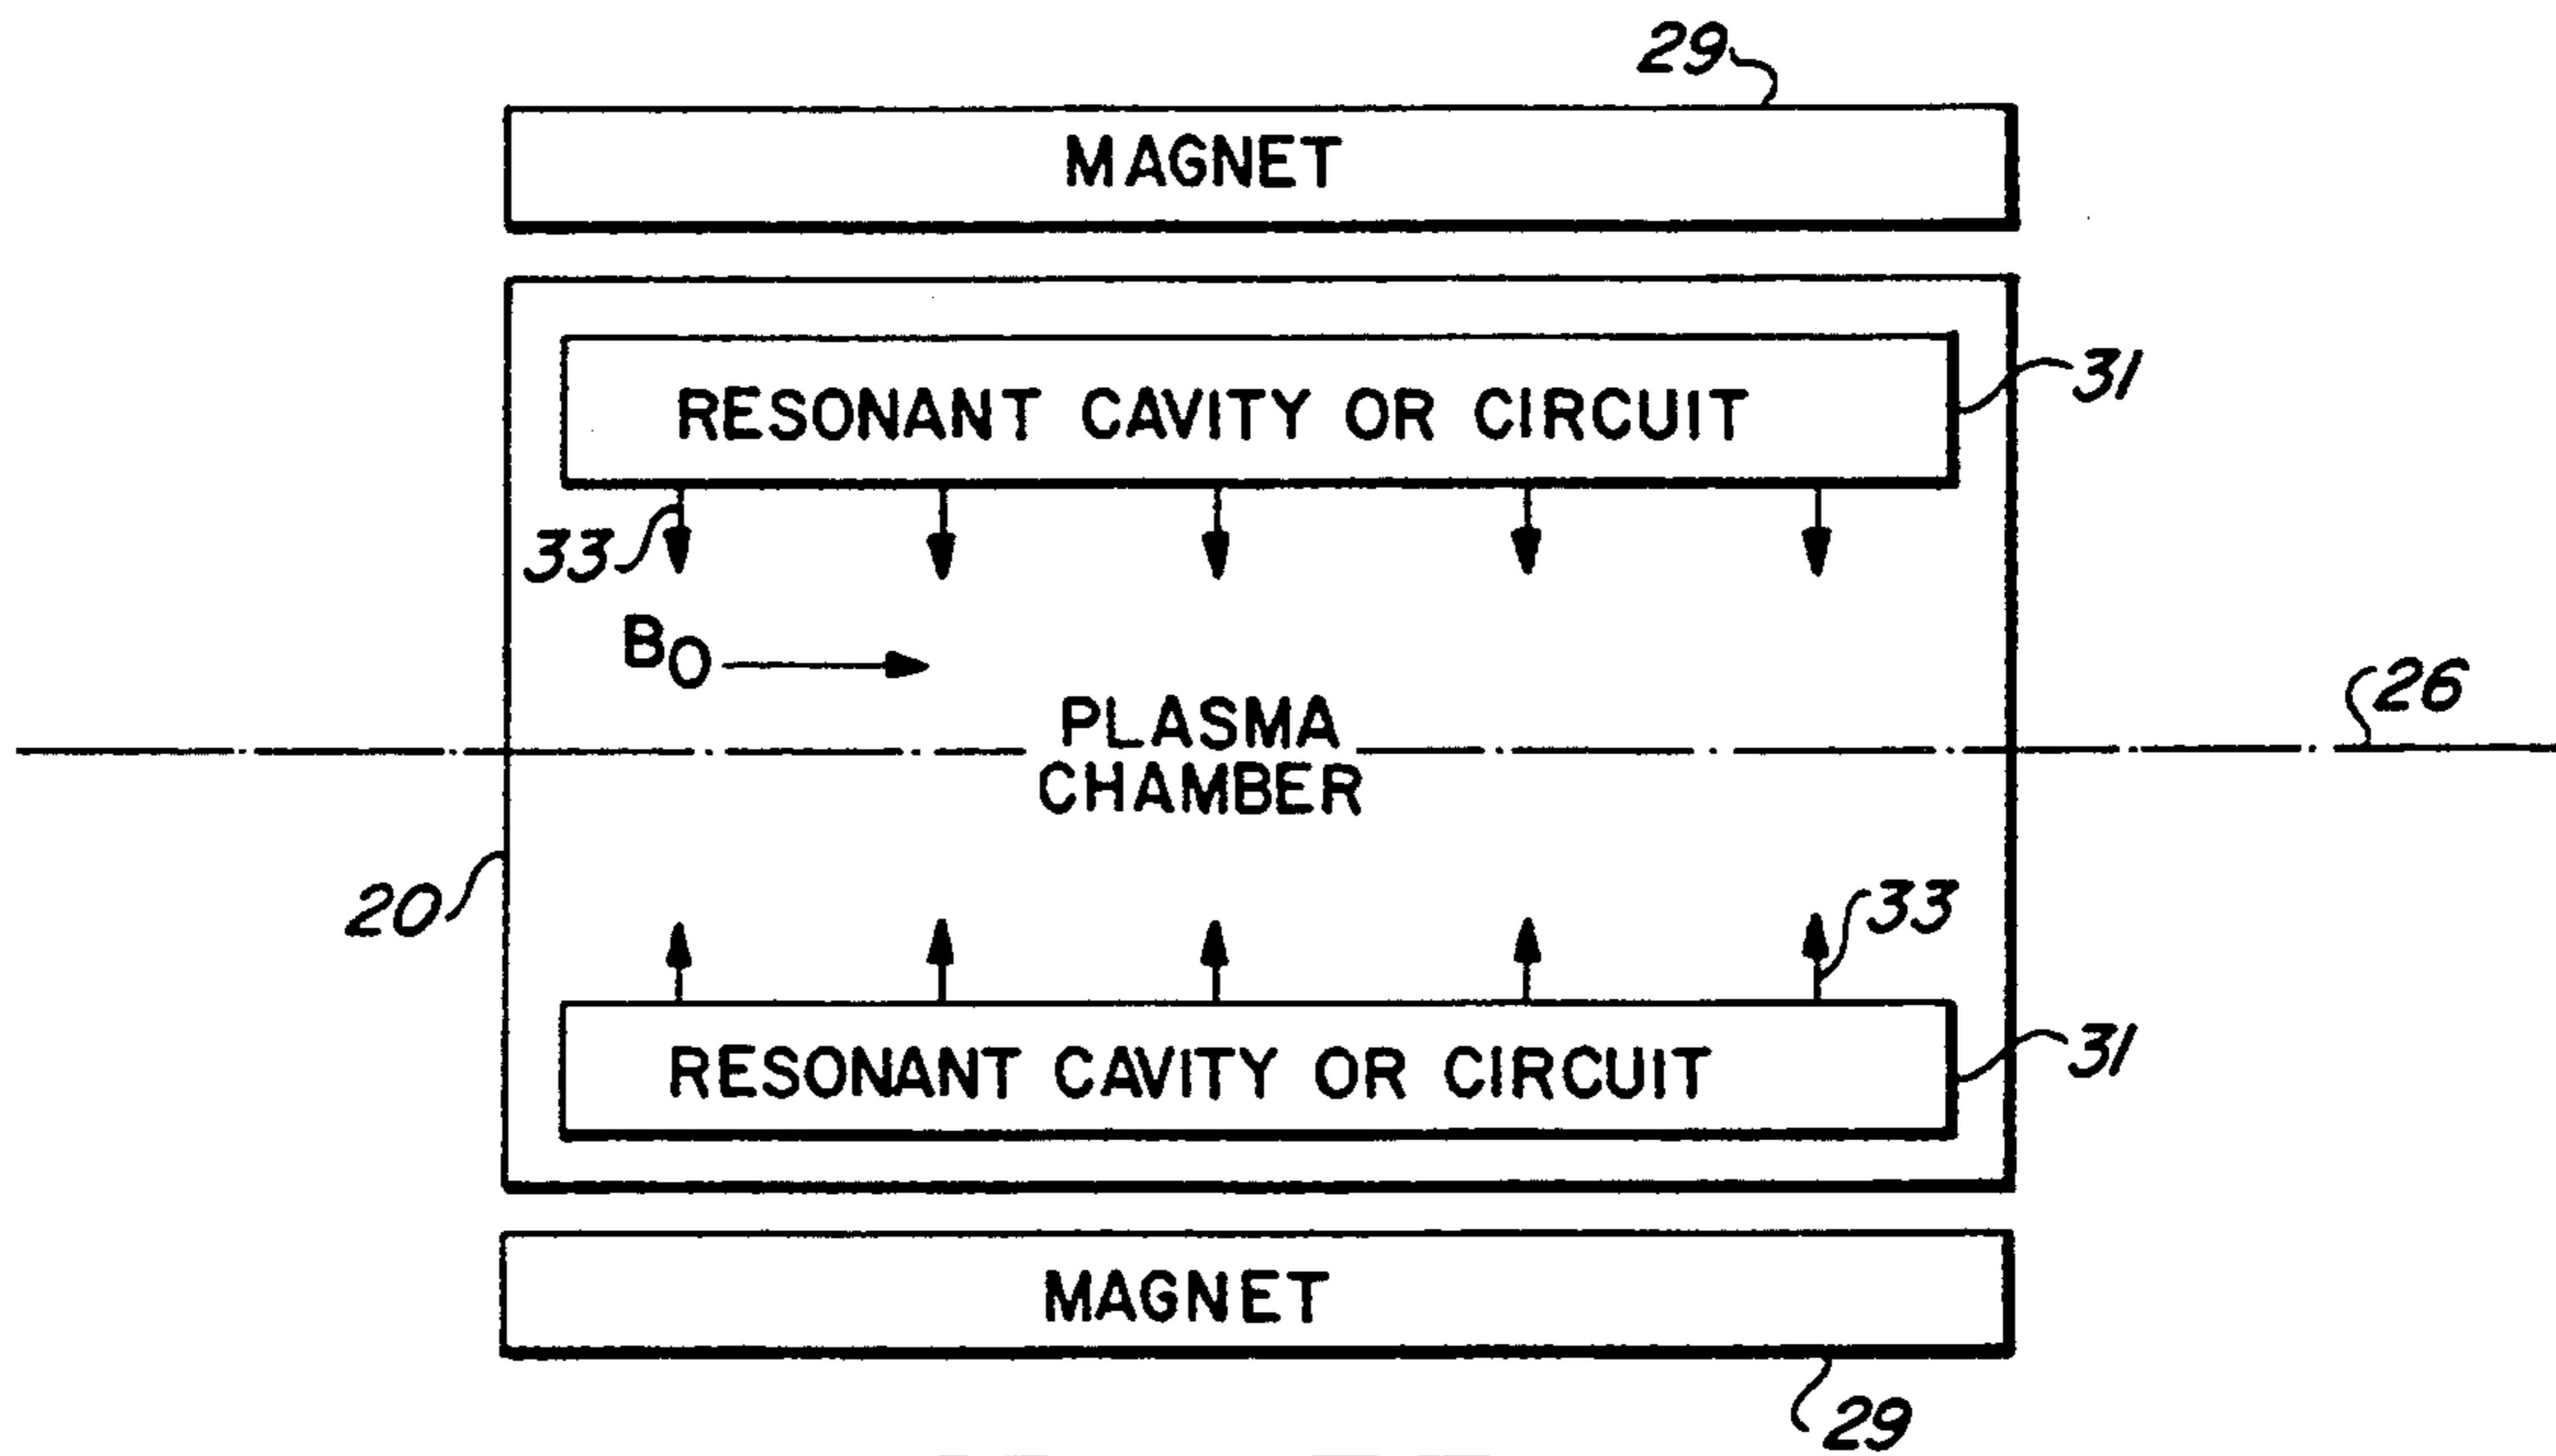 29
MAGNET
RESONANT CAVITY OR CIRCUIT
31
33
B0
26
PLASMA
CHAMBER
20
33
RESONANT CAVITY OR CIRCUIT
31
MAGNET
29